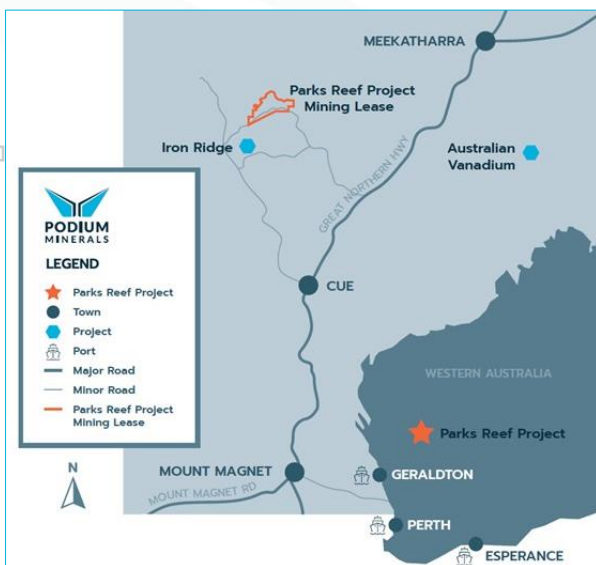 MEEKATHARRA
Parks Reef Project
Mining Lease
Iron Ridge
Australian
Vanadium
GREAT NORTHERN HWY
PODIUM
MINERALS
LEGEND
Parks Reef Project
Town
Project
Port
Major Road
Minor Road
Parks Reef Project
Mining Lease
CUE
WESTERN AUSTRALIA
Parks Reef Project
MOUNT MAGNET
GERALDTON
N
MOUNT MAGNET RD
PERTH
ESPERANCE